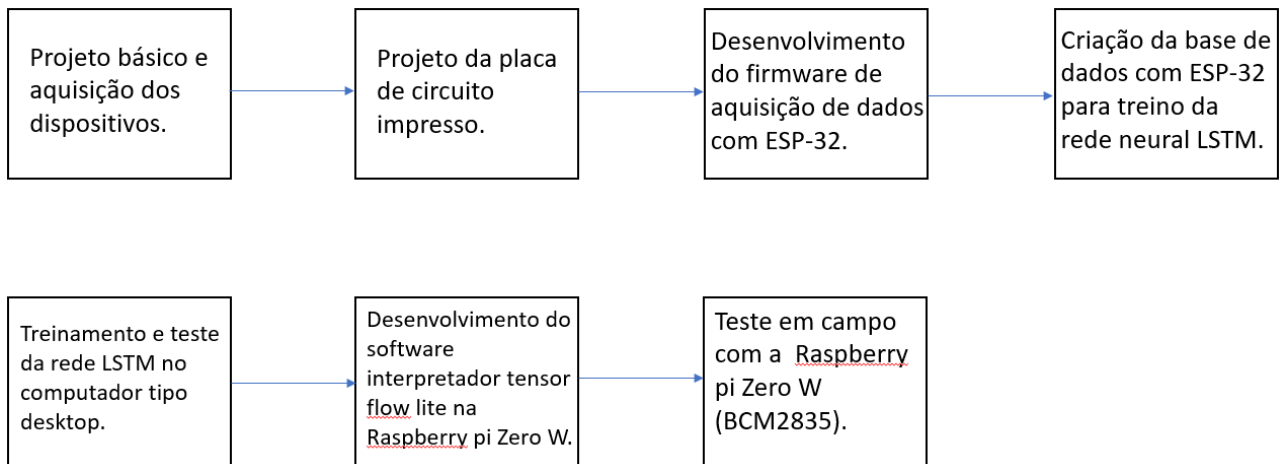 Projeto básico e
aquisição dos
dispositivos.
Projeto da placa
de circuito
impresso.
Desenvolvimento
do firmware de
aquisição de dados
com ESP-32.
Criação da base de
dados com ESP-32
para treino da
rede neural LSTM.
Treinamento e teste
da rede LSTM no
computador tipo
desktop.
Desenvolvimento do
software
interpretador tensor
flow lite na
Raspberry pi Zero W.
Teste em campo
com a  Raspberry
pi Zero W
(BCM2835).